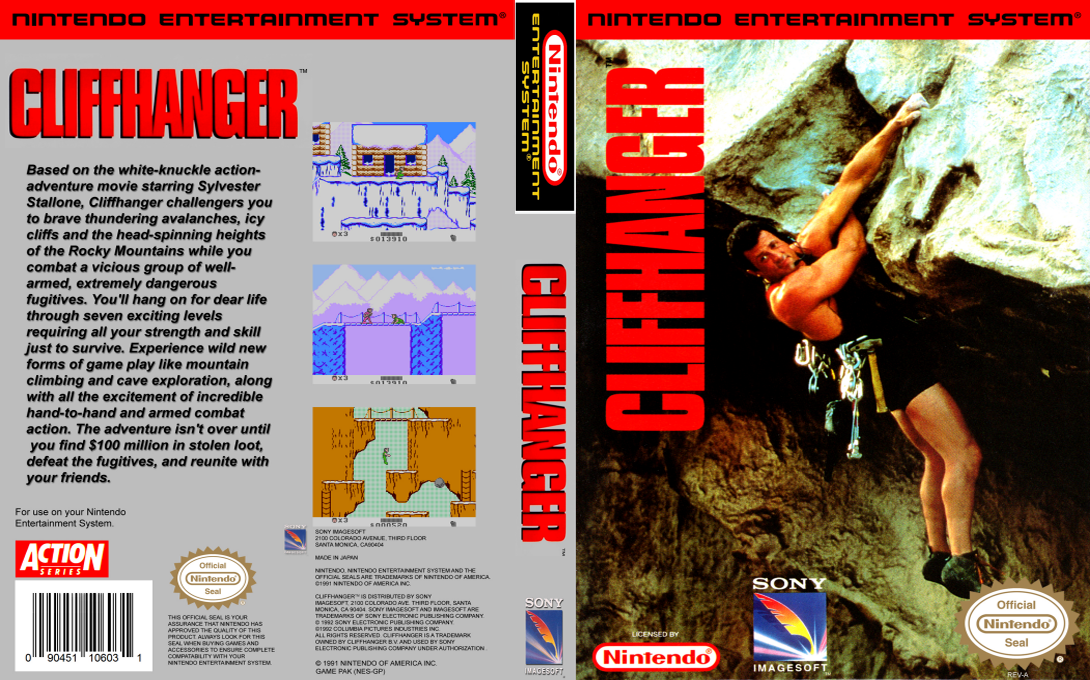 NINTENDO ENTERTAINMENT SYSTEM®
CLIFFHANGER™
Based on the white-knuckle action-
adventure movie starring Sylvester
Stallone, Cliffhanger challengers you
to brave thundering avalanches, icy
cliffs and the head-spinning heights
of the Rocky Mountains while you
combat a vicious group of well-
armed, extremely dangerous
fugitives. You'll hang on for dear life
through seven exciting levels
requiring all your strength and skill
just to survive. Experience wild new
forms of game play like mountain
climbing and cave exploration, along
with all the excitement of incredible
hand-to-hand and armed combat
action. The adventure isn't over until
you find $100 million in stolen loot,
defeat the fugitives, and reunite with
your friends.
For use on your Nintendo
Entertainment System.
ACTION
SERIES
0 90451 10603 1
Official
Nintendo
Seal
THIS OFFICIAL SEAL IS YOUR
ASSURANCE THAT NINTENDO HAS
APPROVED THE QUALITY OF THIS
PRODUCT. ALWAYS LOOK FOR THIS
SEAL WHEN BUYING GAMES AND
ACCESSORIES TO ENSURE COMPLETE
COMPATIBILITY WITH YOUR
NINTENDO ENTERTAINMENT SYSTEM.
X3
$013910
X3
$013910
X3
$000520
SONY
SONY IMAGESOFT
2100 COLORADO AVENUE, THIRD FLOOR
SANTA MONICA, CA90404
MADE IN JAPAN
NINTENDO, NINTENDO ENTERTAINMENT SYSTEM AND THE
OFFICIAL SEALS ARE TRADEMARKS OF NINTENDO OF AMERICA.
©1991 NINTENDO OF AMERICA INC.
CLIFFHANGER™ IS DISTRIBUTED BY SONY
IMAGESOFT, 2100 COLORADO AVE. THIRD FLOOR, SANTA
MONICA, CA 90404. SONY IMAGESOFT AND IMAGESOFT ARE
TRADEMARKS OF SONY ELECTRONIC PUBLISHING COMPANY.
© 1992 SONY ELECTRONIC PUBLISHING COMPANY.
©1992 COLUMBIA PICTURES INDUSTRIES INC.
ALL RIGHTS RESERVED. CLIFFHANGER IS A TRADEMARK
OWNED BY CLIFFHANGER B.V. AND USED BY SONY
ELECTRONIC PUBLISHING COMPANY UNDER AUTHORIZATION.
© 1991 NINTENDO OF AMERICA INC.
GAME PAK (NES-GP)
Nintendo®
ENTERTAINMENT
SYSTEM®
CLIFFHANGER™
SONY
IMAGESOFT
NINTENDO ENTERTAINMENT SYSTEM®
CLIFFHANGER™
LICENSED BY
Nintendo®
SONY
IMAGESOFT™
Official
Nintendo
Seal
®
REV-A